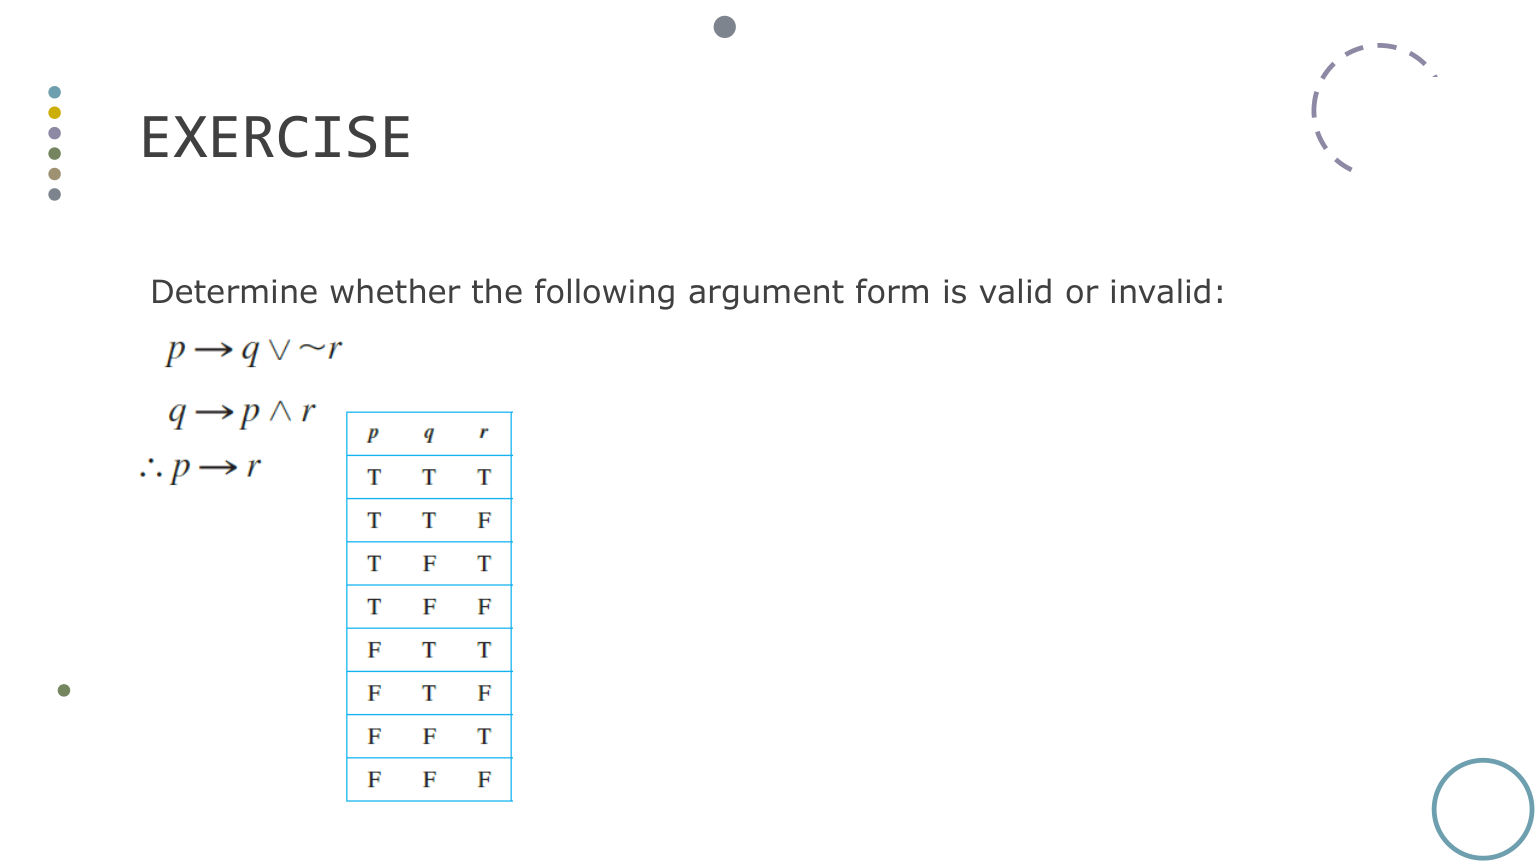 EXERCISE
Determine whether the following argument form is valid or invalid:
p → q ∨ ~r
q → p ∧ r
∴ p → r
p q r
T T T
T T F
T F T
T F F
F T T
F T F
F F T
F F F